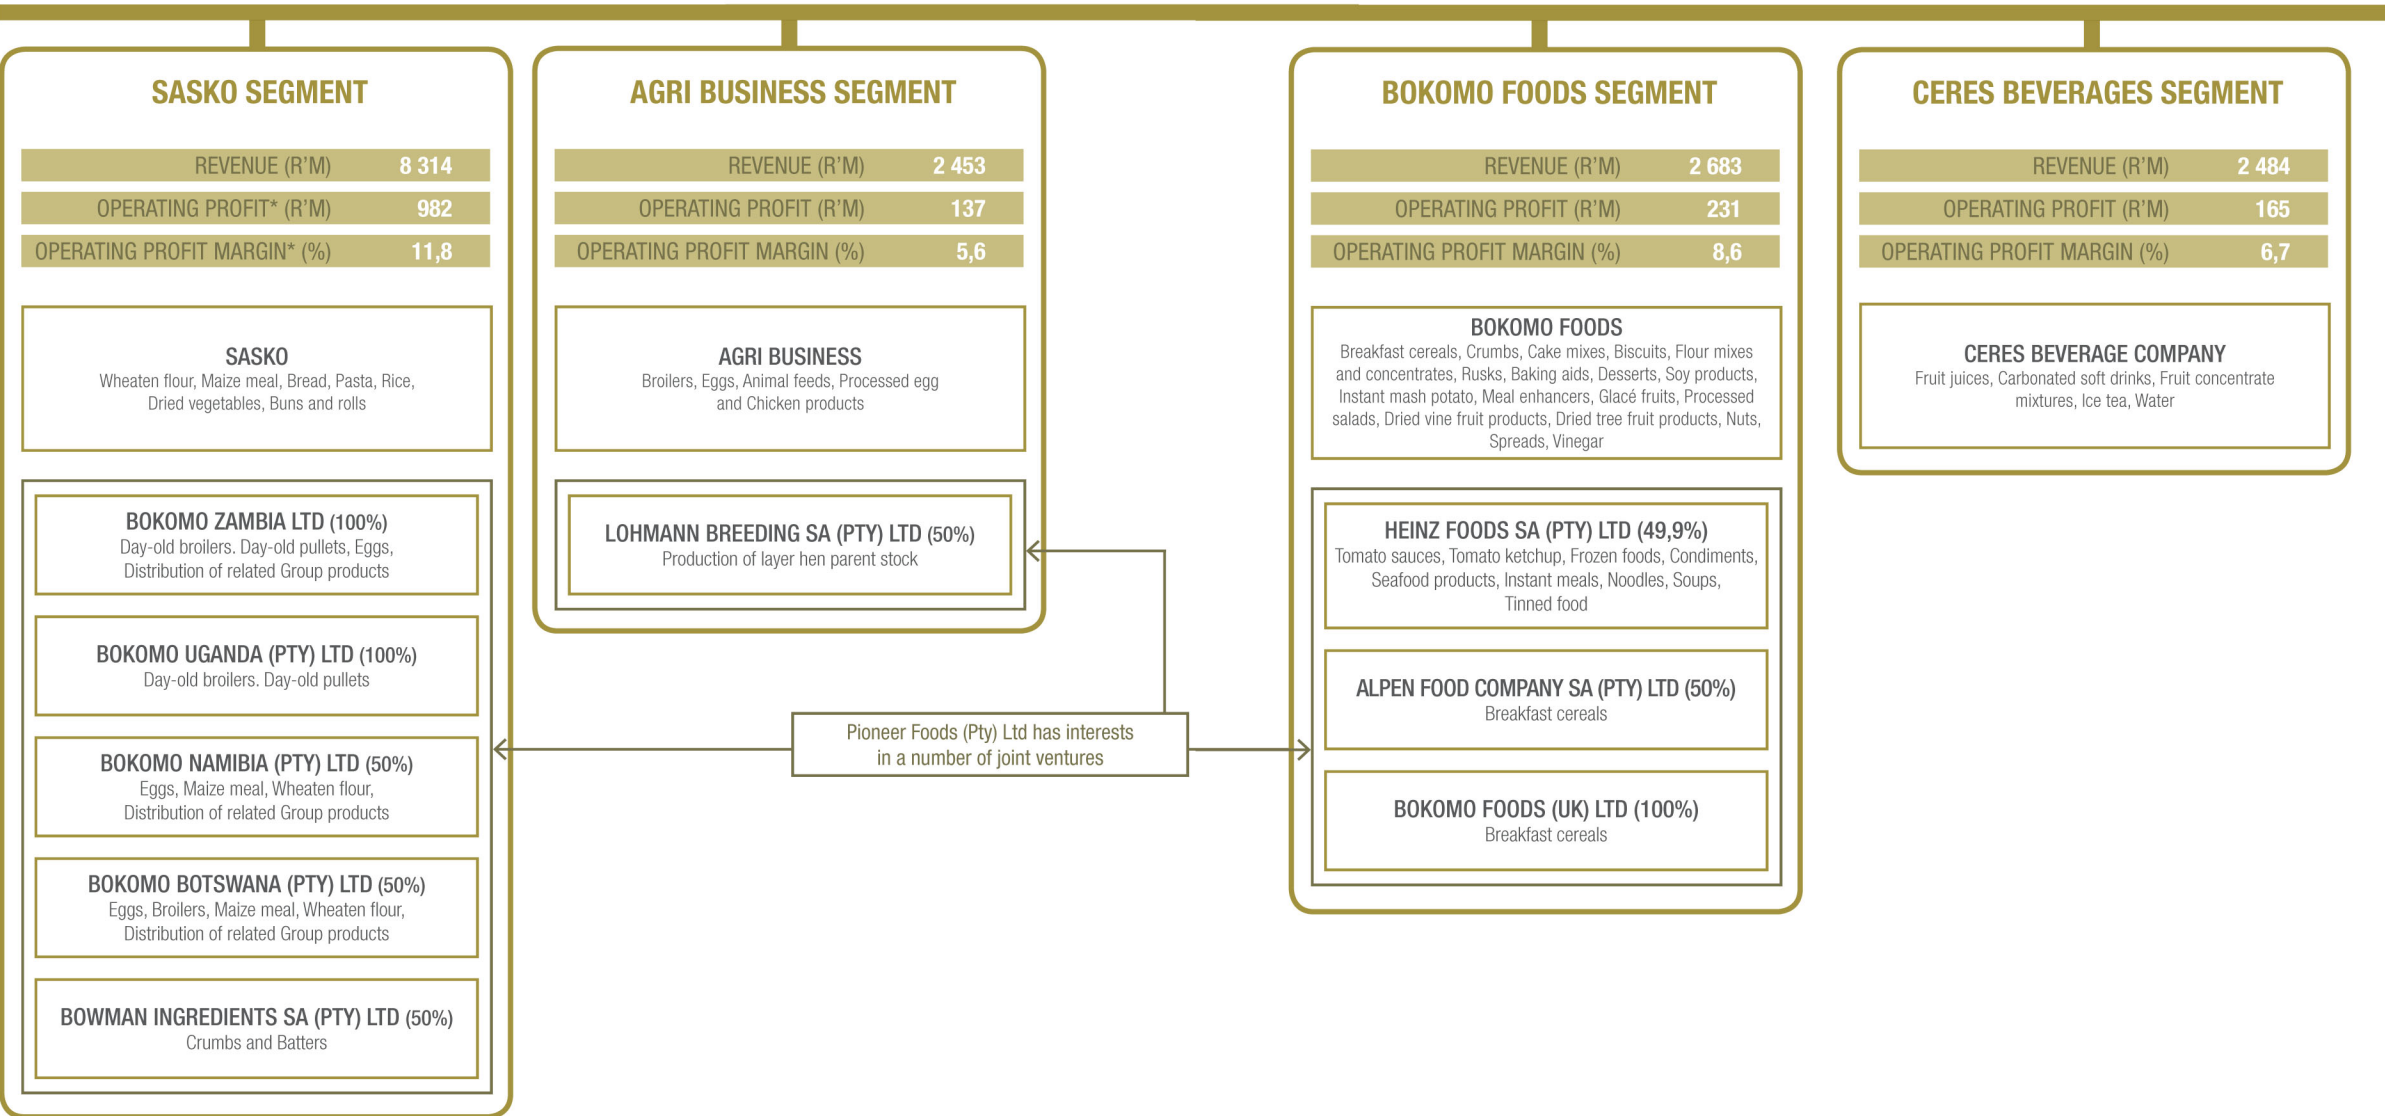 SASKO SEGMENT
REVENUE (R'M) 8 314
OPERATING PROFIT* (R'M) 982
OPERATING PROFIT MARGIN* (%) 11,8
SASKO
Wheaten flour, Maize meal, Bread, Pasta, Rice,
Dried vegetables, Buns and rolls
BOKOMO ZAMBIA LTD (100%)
Day-old broilers. Day-old pullets, Eggs,
Distribution of related Group products
BOKOMO UGANDA (PTY) LTD (100%)
Day-old broilers. Day-old pullets
BOKOMO NAMIBIA (PTY) LTD (50%)
Eggs, Maize meal, Wheaten flour,
Distribution of related Group products
BOKOMO BOTSWANA (PTY) LTD (50%)
Eggs, Broilers, Maize meal, Wheaten flour,
Distribution of related Group products
BOWMAN INGREDIENTS SA (PTY) LTD (50%)
Crumbs and Batters
AGRI BUSINESS SEGMENT
REVENUE (R'M) 2 453
OPERATING PROFIT (R'M) 137
OPERATING PROFIT MARGIN (%) 5,6
AGRI BUSINESS
Broilers, Eggs, Animal feeds, Processed egg
and Chicken products
LOHMANN BREEDING SA (PTY) LTD (50%)
Production of layer hen parent stock
Pioneer Foods (Pty) Ltd has interests
in a number of joint ventures
BOKOMO FOODS SEGMENT
REVENUE (R'M) 2 683
OPERATING PROFIT (R'M) 231
OPERATING PROFIT MARGIN (%) 8,6
BOKOMO FOODS
Breakfast cereals, Crumbs, Cake mixes, Biscuits, Flour mixes
and concentrates, Rusks, Baking aids, Desserts, Soy products,
Instant mash potato, Meal enhancers, Glacé fruits, Processed
salads, Dried vine fruit products, Dried tree fruit products, Nuts,
Spreads, Vinegar
HEINZ FOODS SA (PTY) LTD (49,9%)
Tomato sauces, Tomato ketchup, Frozen foods, Condiments,
Seafood products, Instant meals, Noodles, Soups,
Tinned food
ALPEN FOOD COMPANY SA (PTY) LTD (50%)
Breakfast cereals
BOKOMO FOODS (UK) LTD (100%)
Breakfast cereals
CERES BEVERAGES SEGMENT
REVENUE (R'M) 2 484
OPERATING PROFIT (R'M) 165
OPERATING PROFIT MARGIN (%) 6,7
CERES BEVERAGE COMPANY
Fruit juices, Carbonated soft drinks, Fruit concentrate
mixtures, Ice tea, Water